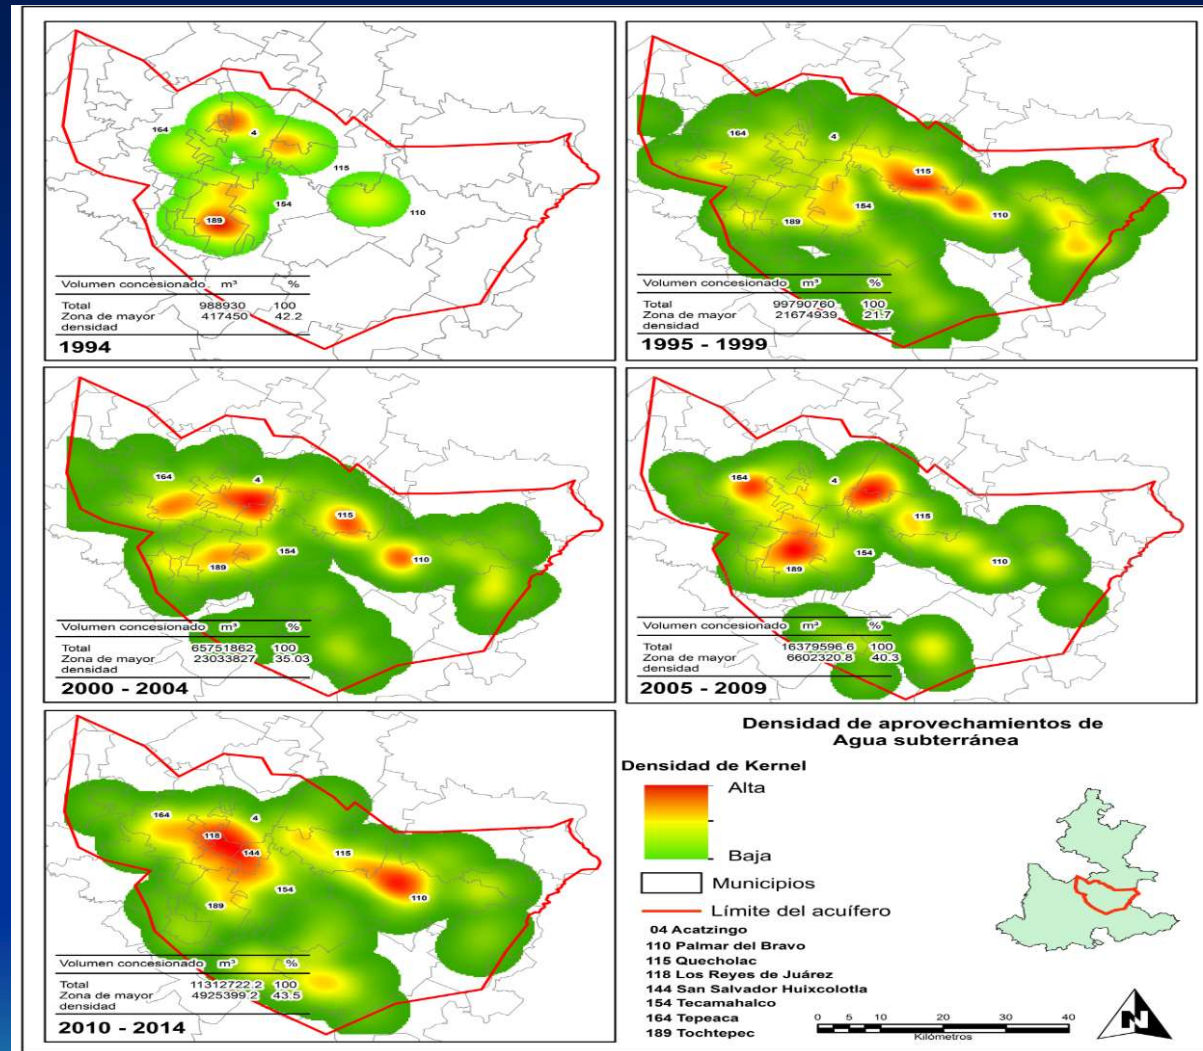 164
4
115
154
189
110
Volumen concesionado m³ %
Total 988930 100
Zona de mayor 417450 42.2
densidad
1994
164
4
115
154
189
110
Volumen concesionado m³ %
Total 99790760 100
Zona de mayor 21674939 21.7
densidad
1995 - 1999
164
4
115
154
110
189
Volumen concesionado m³ %
Total 65751862 100
Zona de mayor 23033827 35.03
densidad
2000 - 2004
164
4
115
154
110
189
Volumen concesionado m³ %
Total 16379596.6 100
Zona de mayor 6602320.8 40.3
densidad
2005 - 2009
164
4
118
144
115
154
110
189
Volumen concesionado m³ %
Total 11312722.2 100
Zona de mayor 4925399.2 43.5
densidad
2010 - 2014
Densidad de aprovechamientos de
Agua subterránea
Densidad de Kernel
Alta
Baja
Municipios
Límite del acuífero
04 Acatzingo
110 Palmar del Bravo
115 Quecholac
118 Los Reyes de Juárez
144 San Salvador Huixcolotla
154 Tecamahalco
164 Tepeaca
189 Tochtepec
0 5 10 20 30 40
Kilómetros
N